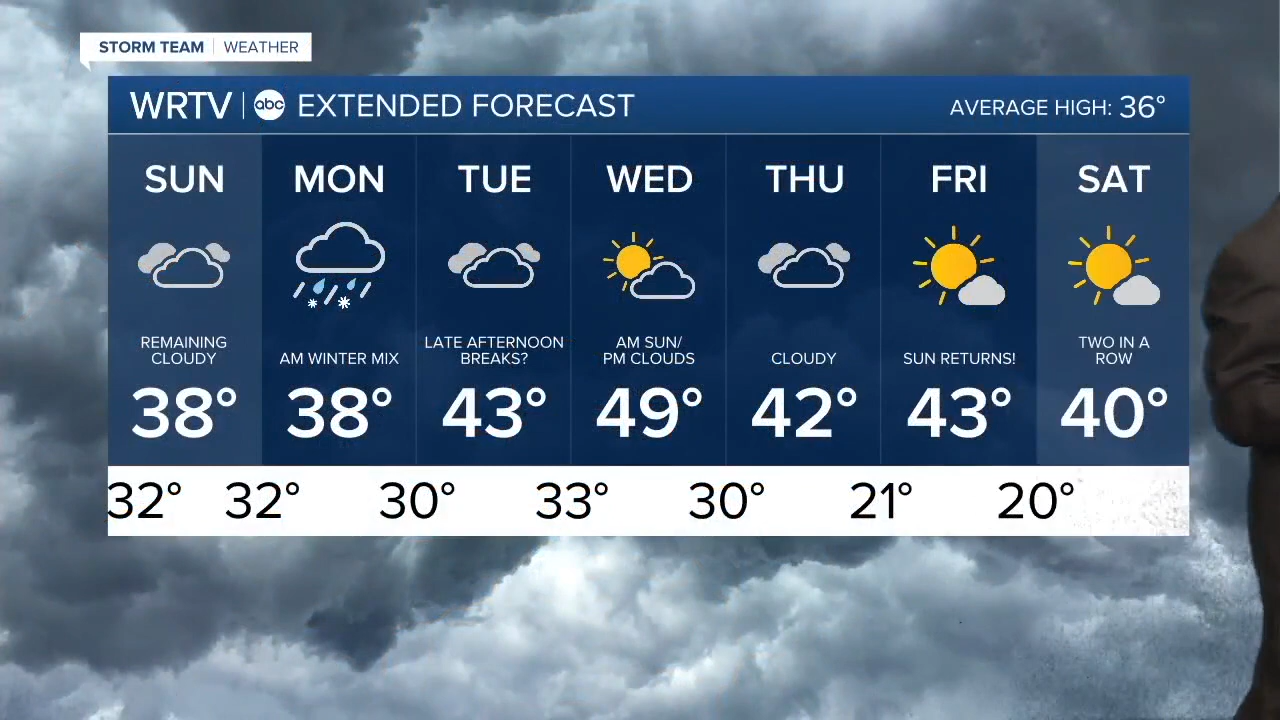 STORM TEAM | WEATHER
WRTV | abc EXTENDED FORECAST
AVERAGE HIGH: 36°
SUN
MON
TUE
WED
THU
FRI
SAT
REMAINING
CLOUDY
AM WINTER MIX
LATE AFTERNOON
BREAKS?
AM SUN/
PM CLOUDS
CLOUDY
SUN RETURNS!
TWO IN A
ROW
38°
38°
43°
49°
42°
43°
40°
32°
32°
30°
33°
30°
21°
20°